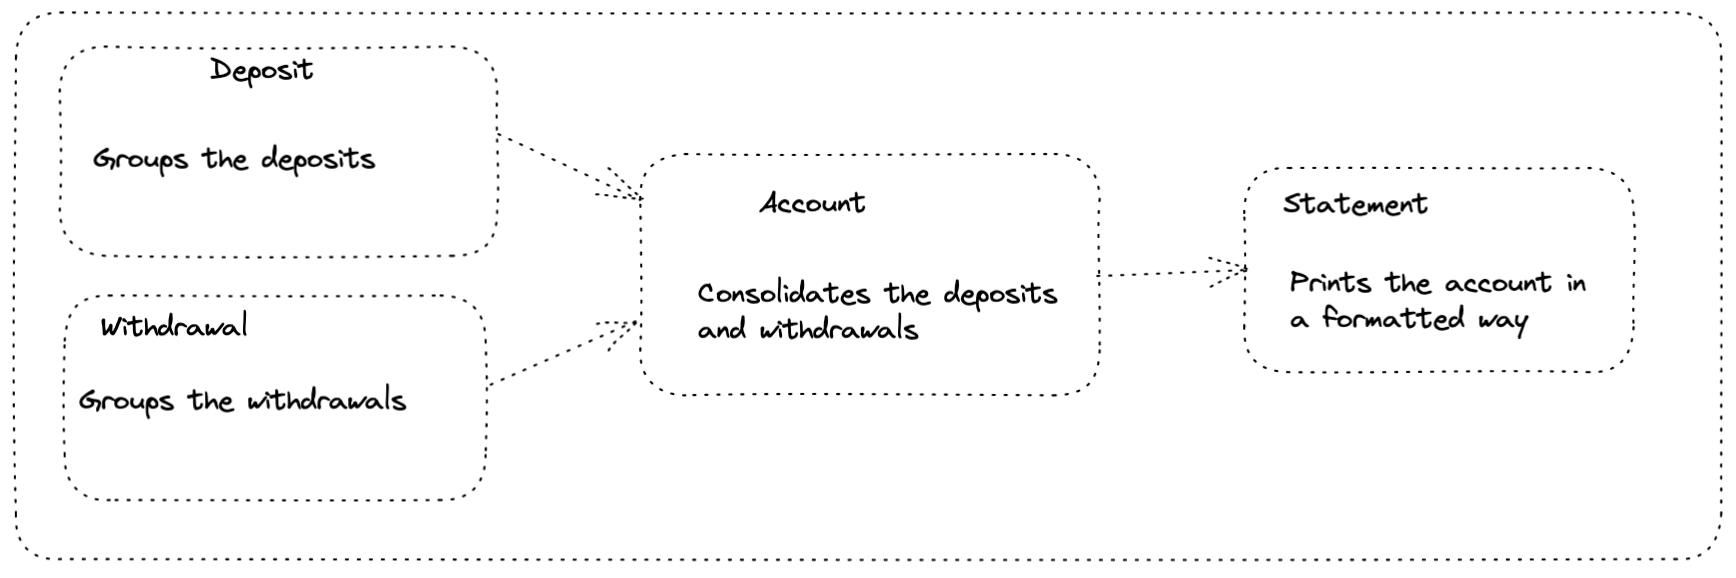 Deposit
Groups the deposits
Withdrawal
Groups the withdrawals
Account
Consolidates the deposits
and withdrawals
Statement
Prints the account in
a formatted way